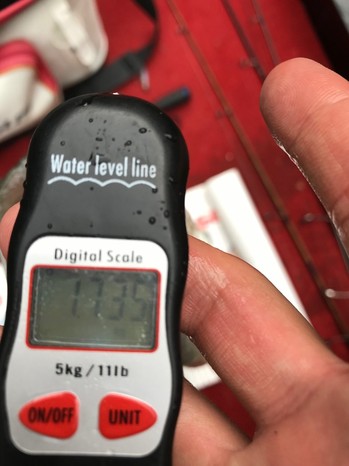 Water level line
Digital Scale
1735
5kg/11lb
ON/OFF
UNIT